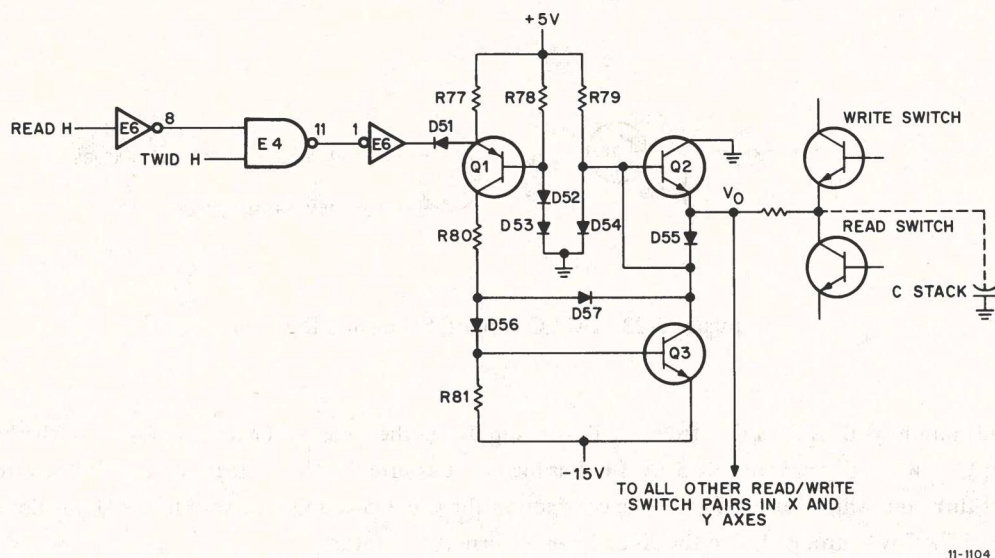 +5V
R77
R78
R79
READ H
E6
8
E4
11
1
E6
D51
TWID H
Q1
Q2
WRITE SWITCH
D52
D53
D54
VO
D55
R80
READ SWITCH
C STACK
D56
D57
Q3
R81
-15V
TO ALL OTHER READ/WRITE
SWITCH PAIRS IN X AND
Y AXES
11-1104